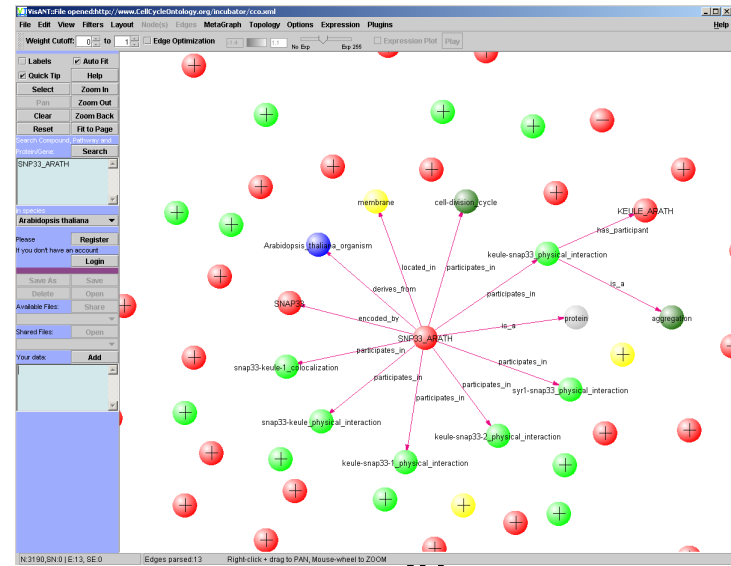 VisANT::File opened:http://www.CellCycleOntology.org/incubator/cco.xml
File Edit View Filters Layout Node(s) Edges MetaGraph Topology Options Expression Plugins Help
Weight Cutoff: 0 to 1 Edge Optimization 1.4 1.1 No Exp Exp 255 Expression Plot Play
Labels Auto Fit
Quick Tip Help
Select Zoom In
Pan Zoom Out
Clear Zoom Back
Reset Fit to Page
Search Compound, Pathway and
Protein/Gene: Search
SNP33_ARATH
in species
Arabidopsis thaliana
Please Register
If you don't have an account
Login
Save As Save
Delete Open
Available Files: Share
Shared Files: Open
Your data: Add
membrane
cell-division_cycle
KEULE_ARATH
has_participant
Arabidopsis_thaliana_organism
keule-snap33_physical_interaction
located_in
participates_in
is_a
derives_from
participates_in
SNAP33
encoded_by
protein
aggregation
is_a
SNP33_ARATH
participates_in
snap33-keule-1_colocalization
participates_in
participates_in
participates_in
syr1-snap33_physical_interaction
participates_in
snap33-keule_physical_interaction
keule-snap33-2_physical_interaction
keule-snap33-1_physical_interaction
N:3190,SN:0 | E:13, SE:0 Edges parsed:13 Right-click + drag to PAN, Mouse-wheel to ZOOM